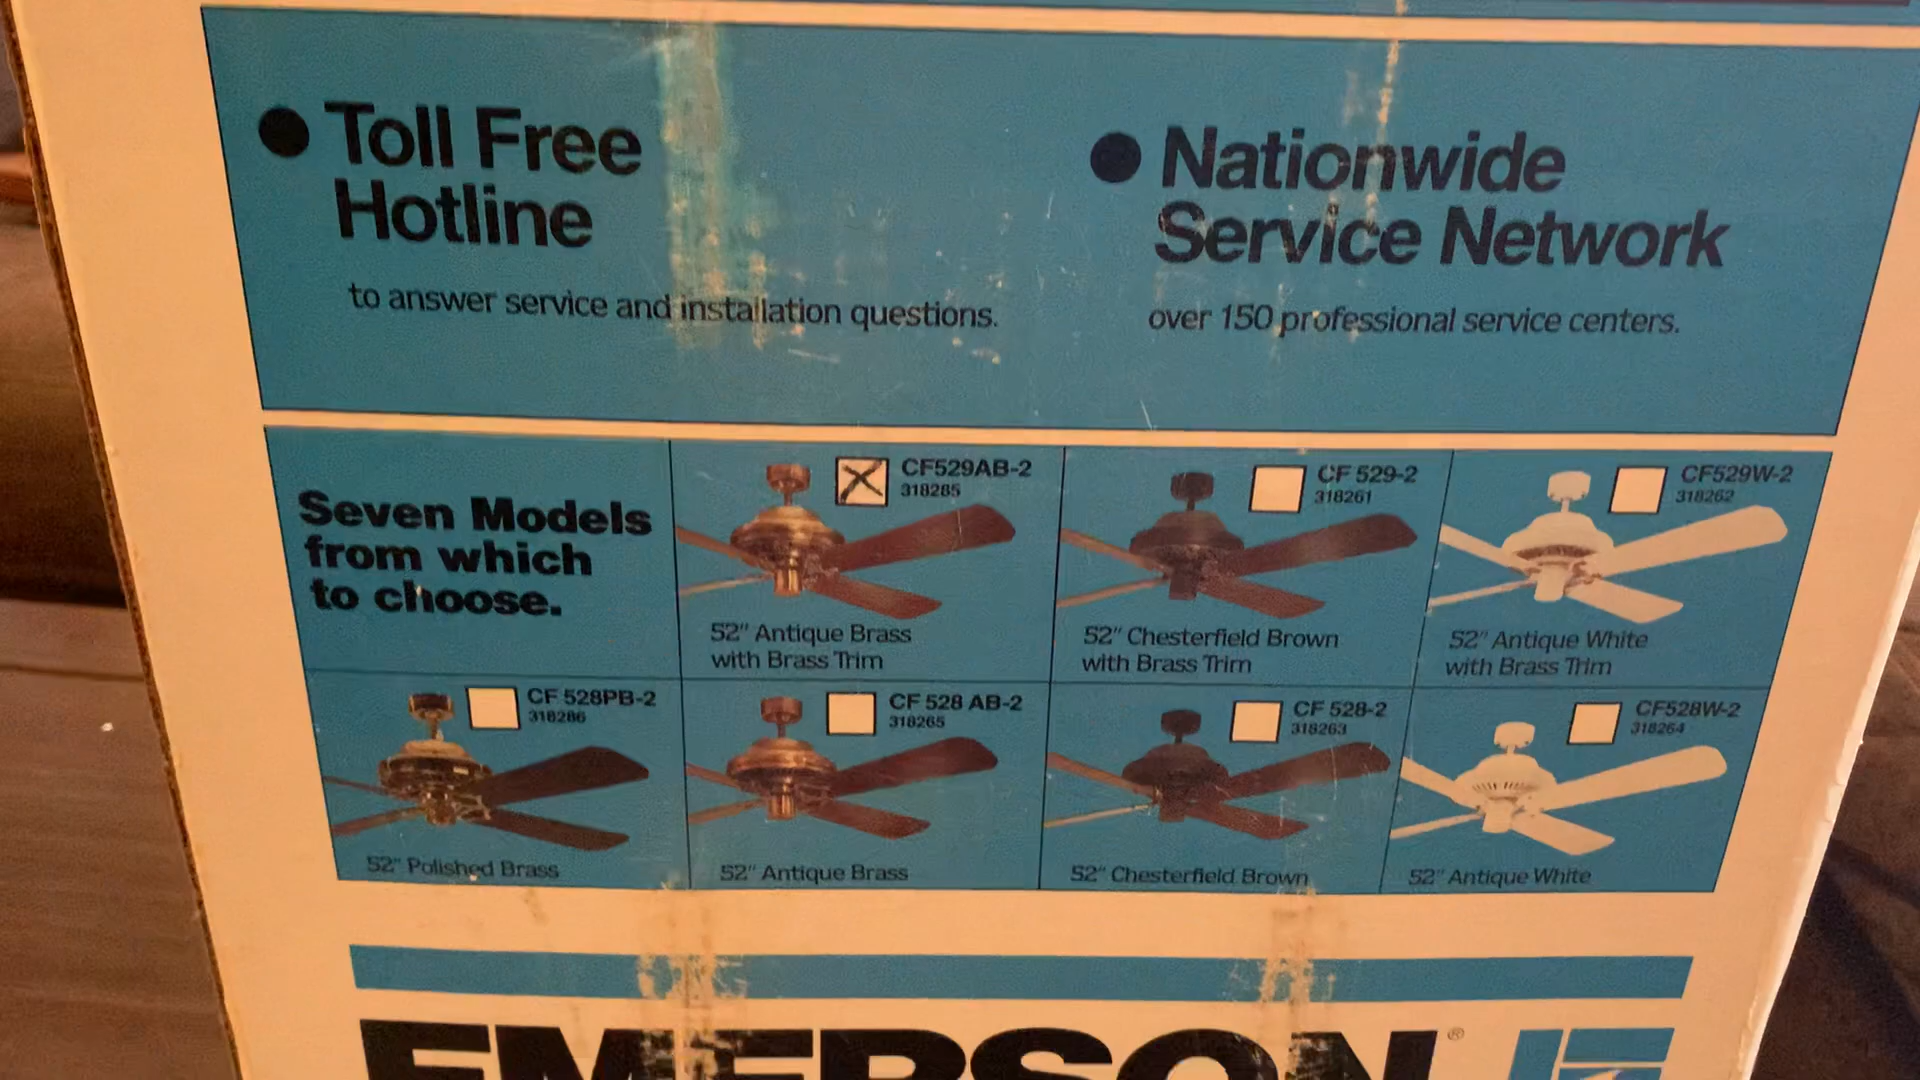 ● Toll Free
Hotline
to answer service and installation questions.
● Nationwide
Service Network
over 150 professional service centers.
Seven Models
from which
to choose.
CF529AB-2
318285
52" Antique Brass
with Brass Trim
CF 529-2
318261
52" Chesterfield Brown
with Brass Trim
CF529W-2
318262
52" Antique White
with Brass Trim
CF 528PB-2
318286
52" Polished Brass
CF 528 AB-2
318265
52" Antique Brass
CF 528-2
318263
52" Chesterfield Brown
CF528W-2
318264
52" Antique White
EMERSON®